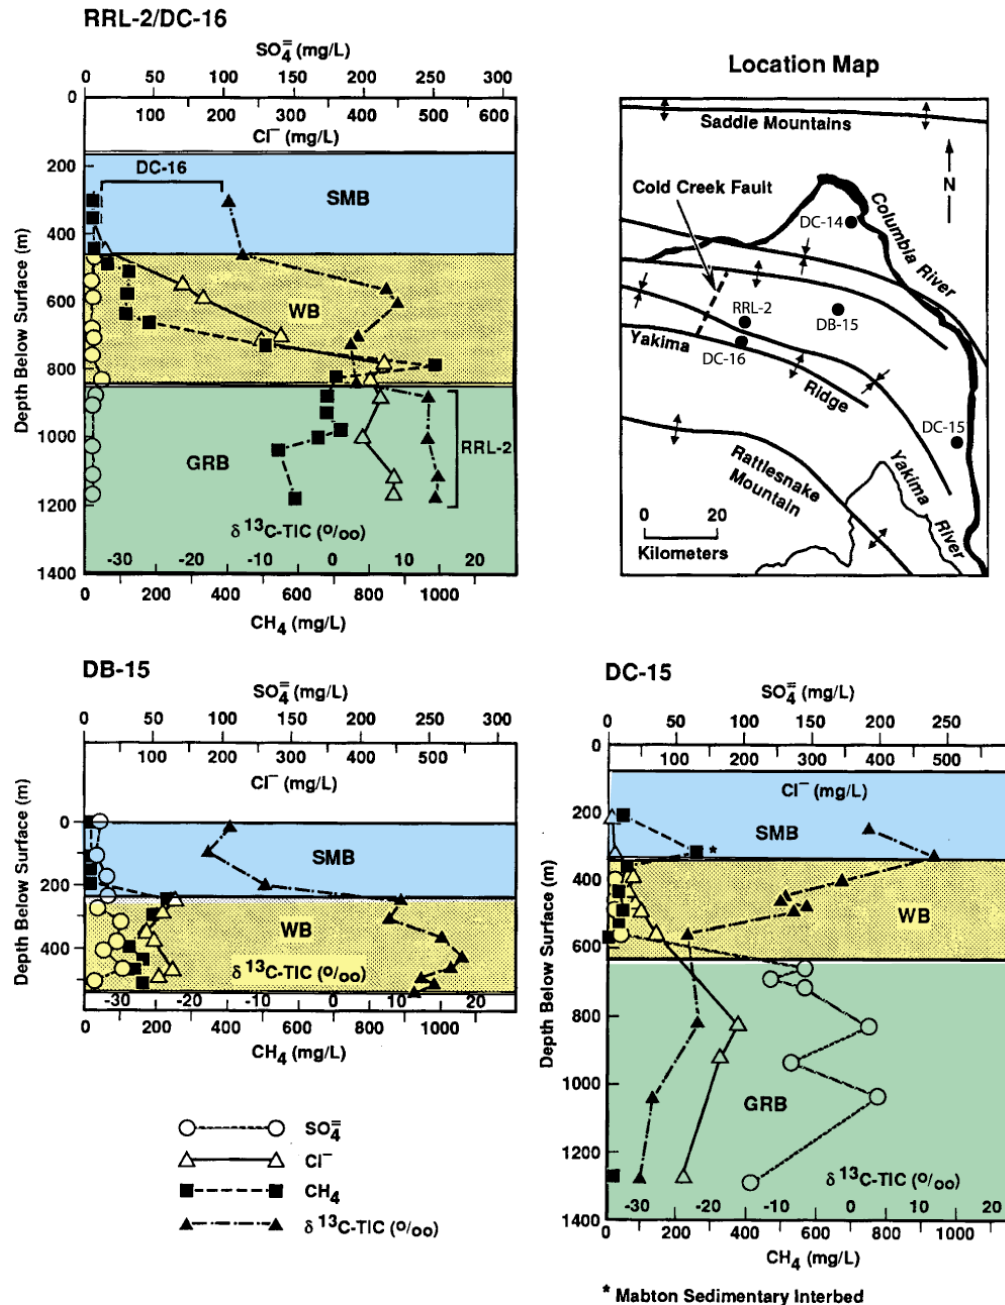 RRL-2/DC-16
SO4= (mg/L)
0 50 100 150 200 250 300
0 100 200 300 400 500 600
Cl− (mg/L)
DC-16
SMB
WB
GRB
RRL-2
Depth Below Surface (m)
0
200
400
600
800
1000
1200
1400
δ 13C-TIC (o/oo)
-30 -20 -10 0 10 20
200 400 600 800 1000
CH4 (mg/L)
Location Map
Saddle Mountains
Cold Creek Fault
N
DC-14
Columbia River
RRL-2
DB-15
DC-16
Yakima
Ridge
DC-15
Rattlesnake
Mountain
Yakima
River
0 20
Kilometers
DB-15
SO4= (mg/L)
0 50 100 150 200 250 300
0 100 200 300 400 500 600
Cl− (mg/L)
SMB
WB
Depth Below Surface (m)
0
200
400
δ 13C-TIC (o/oo)
-30 -20 -10 0 10 20
0 200 400 600 800 1000
CH4 (mg/L)
SO4=
Cl−
CH4
δ 13C-TIC (o/oo)
DC-15
SO4= (mg/L)
0 50 100 150 200 250
0 100 200 300 400 500
Cl− (mg/L)
SMB
*
WB
GRB
Depth Below Surface (m)
0
200
400
600
800
1000
1200
1400
δ 13C-TIC (o/oo)
-30 -20 -10 0 10 20
0 200 400 600 800 1000
CH4 (mg/L)
* Mabton Sedimentary Interbed